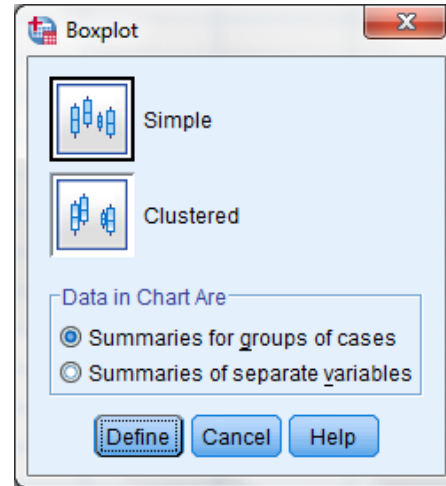 Boxplot
Simple
Clustered
Data in Chart Are
Summaries for groups of cases
Summaries of separate variables
Define Cancel Help